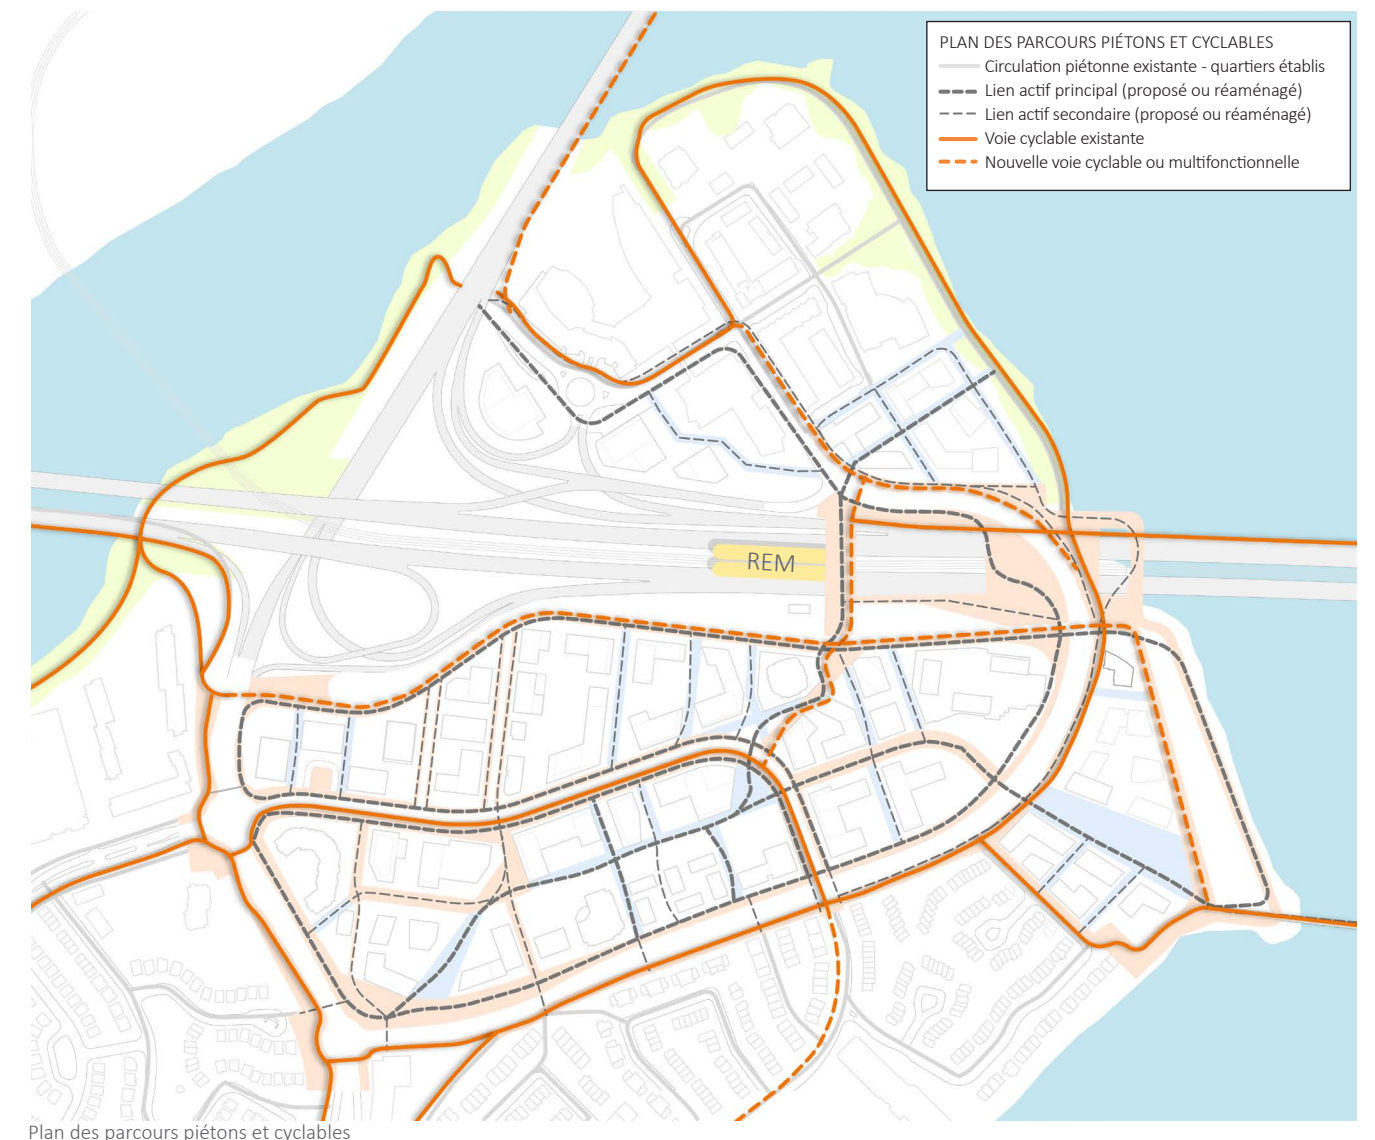 PLAN DES PARCOURS PIÉTONS ET CYCLABLES
Circulation piétonne existante - quartiers établis
Lien actif principal (proposé ou réaménagé)
Lien actif secondaire (proposé ou réaménagé)
Voie cyclable existante
Nouvelle voie cyclable ou multifonctionnelle
REM
Plan des parcours piétons et cyclables